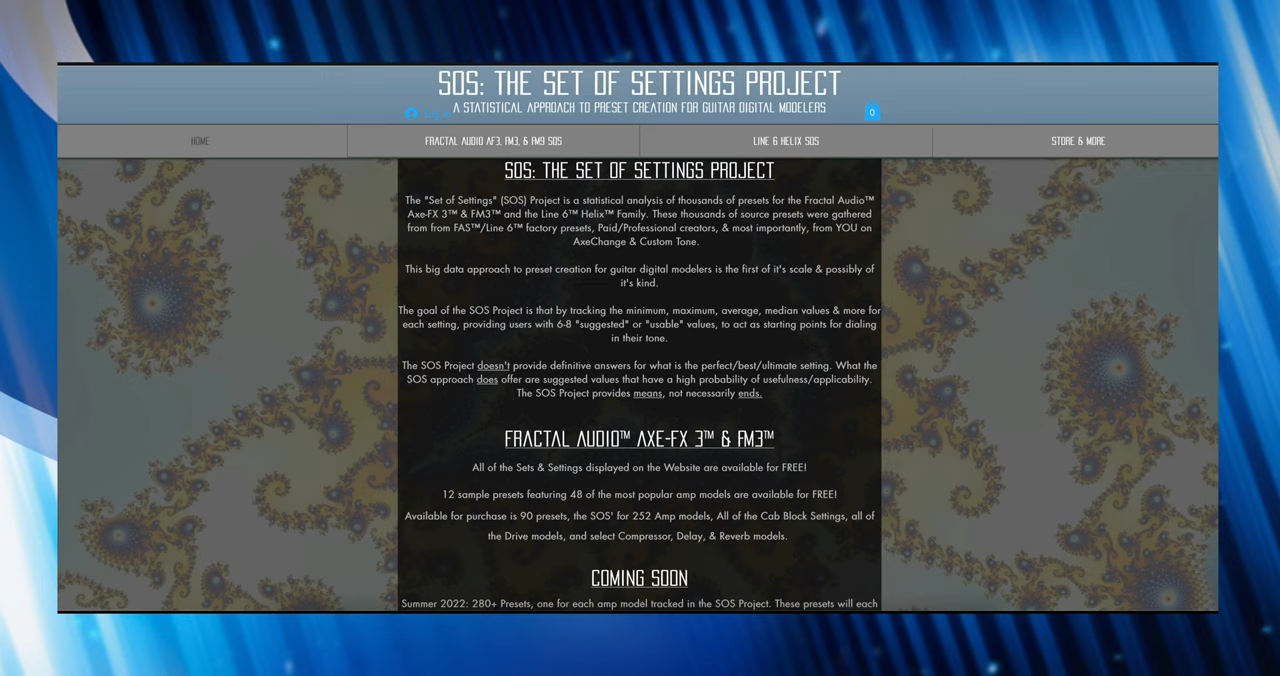 SOS: THE SET OF SETTINGS PROJECT
A STATISTICAL APPROACH TO PRESET CREATION FOR GUITAR DIGITAL MODELERS
0
HOME
FRACTAL AUDIO AF3, FM3, & FM9 SOS
LINE 6 HELIX SOS
STORE & MORE
SOS: THE SET OF SETTINGS PROJECT
The "Set of Settings" (SOS) Project is a statistical analysis of thousands of presets for the Fractal Audio™
Axe-FX 3™ & FM3™ and the Line 6™ Helix™ Family. These thousands of source presets were gathered
from from FAS™/Line 6™ factory presets, Paid/Professional creators, & most importantly, from YOU on
AxeChange & Custom Tone.
This big data approach to preset creation for guitar digital modelers is the first of it's scale & possibly of
it's kind.
The goal of the SOS Project is that by tracking the minimum, maximum, average, median values & more for
each setting, providing users with 6-8 "suggested" or "usable" values, to act as starting points for dialing
in their tone.
The SOS Project doesn't provide definitive answers for what is the perfect/best/ultimate setting. What the
SOS approach does offer are suggested values that have a high probability of usefulness/applicability.
The SOS Project provides means, not necessarily ends.
FRACTAL AUDIO™ AXE-FX 3™ & FM3™
All of the Sets & Settings displayed on the Website are available for FREE!
12 sample presets featuring 48 of the most popular amp models are available for FREE!
Available for purchase is 90 presets, the SOS' for 252 Amp models, All of the Cab Block Settings, all of
the Drive models, and select Compressor, Delay, & Reverb models.
COMING SOON
Summer 2022: 280+ Presets, one for each amp model tracked in the SOS Project. These presets will each